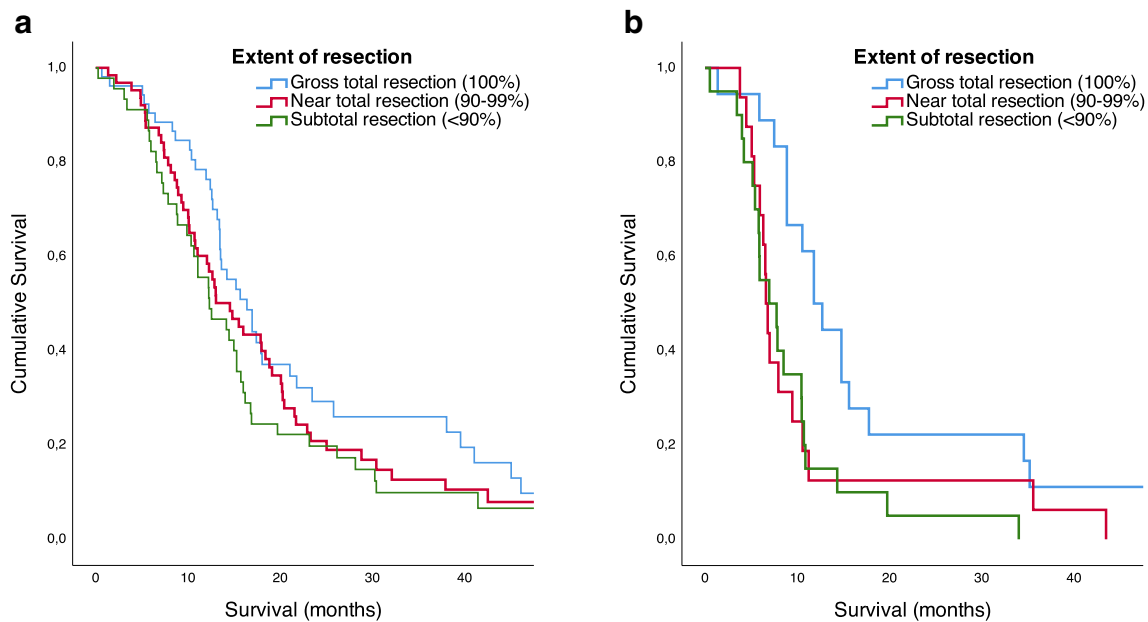 a
Extent of resection
Gross total resection (100%)
Near total resection (90-99%)
Subtotal resection (<90%)
Cumulative Survival
1,0
0,8
0,6
0,4
0,2
0,0
0 10 20 30 40
Survival (months)
b
Extent of resection
Gross total resection (100%)
Near total resection (90-99%)
Subtotal resection (<90%)
Cumulative Survival
1,0
0,8
0,6
0,4
0,2
0,0
0 10 20 30 40
Survival (months)